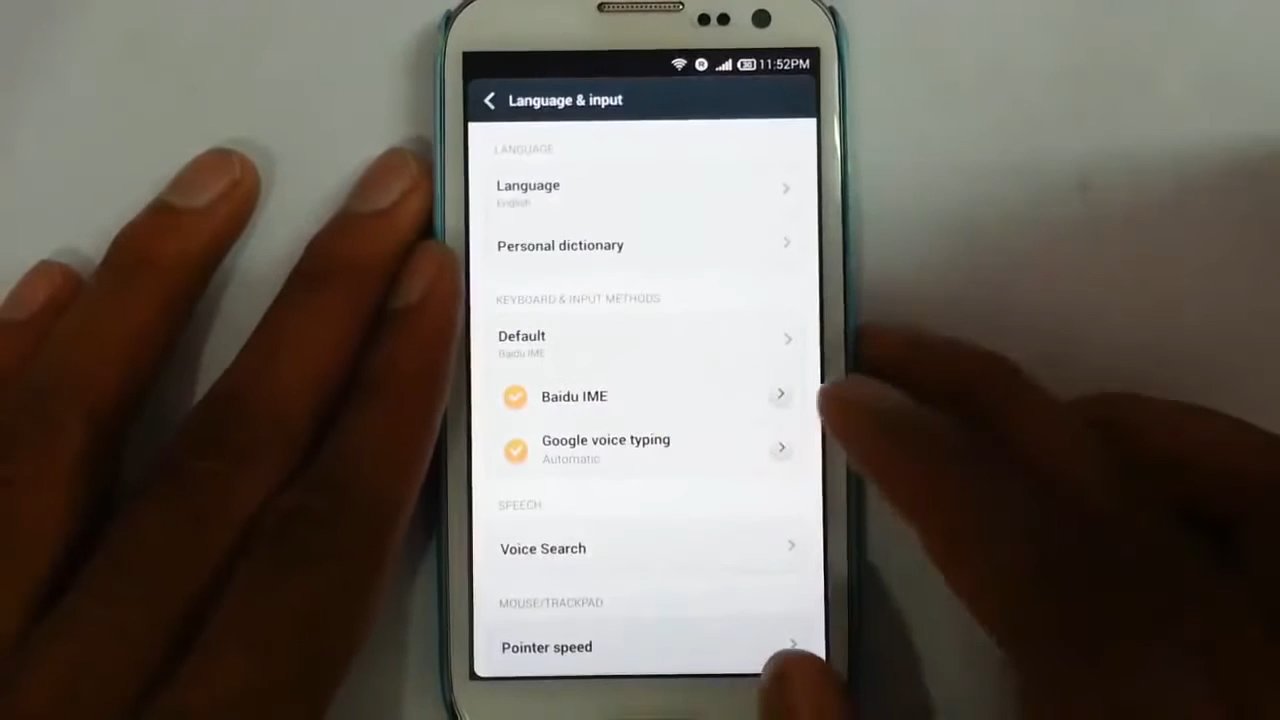 11:52PM
Language & input
LANGUAGE
Language
English
Personal dictionary
KEYBOARD & INPUT METHODS
Default
Baidu IME
Baidu IME
Google voice typing
Automatic
SPEECH
Voice Search
MOUSE/TRACKPAD
Pointer speed